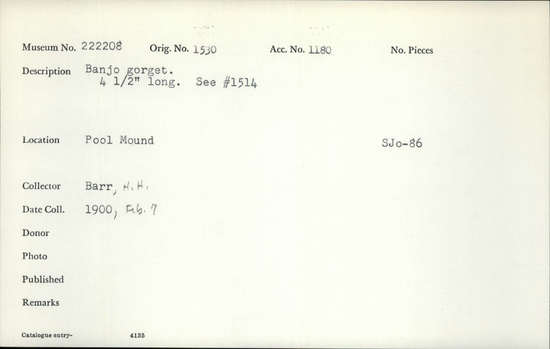 Museum No. 222208 Orig. No. 1530 Acc. No. 1180 No. Pieces
Description Banjo gorget.
4 1/2" long. See #1514
Location Pool Mound SJo-86
Collector Barr, H. H.
Date Coll. 1900, Feb. 7
Donor
Photo
Published
Remarks
Catalogue entry- 4135